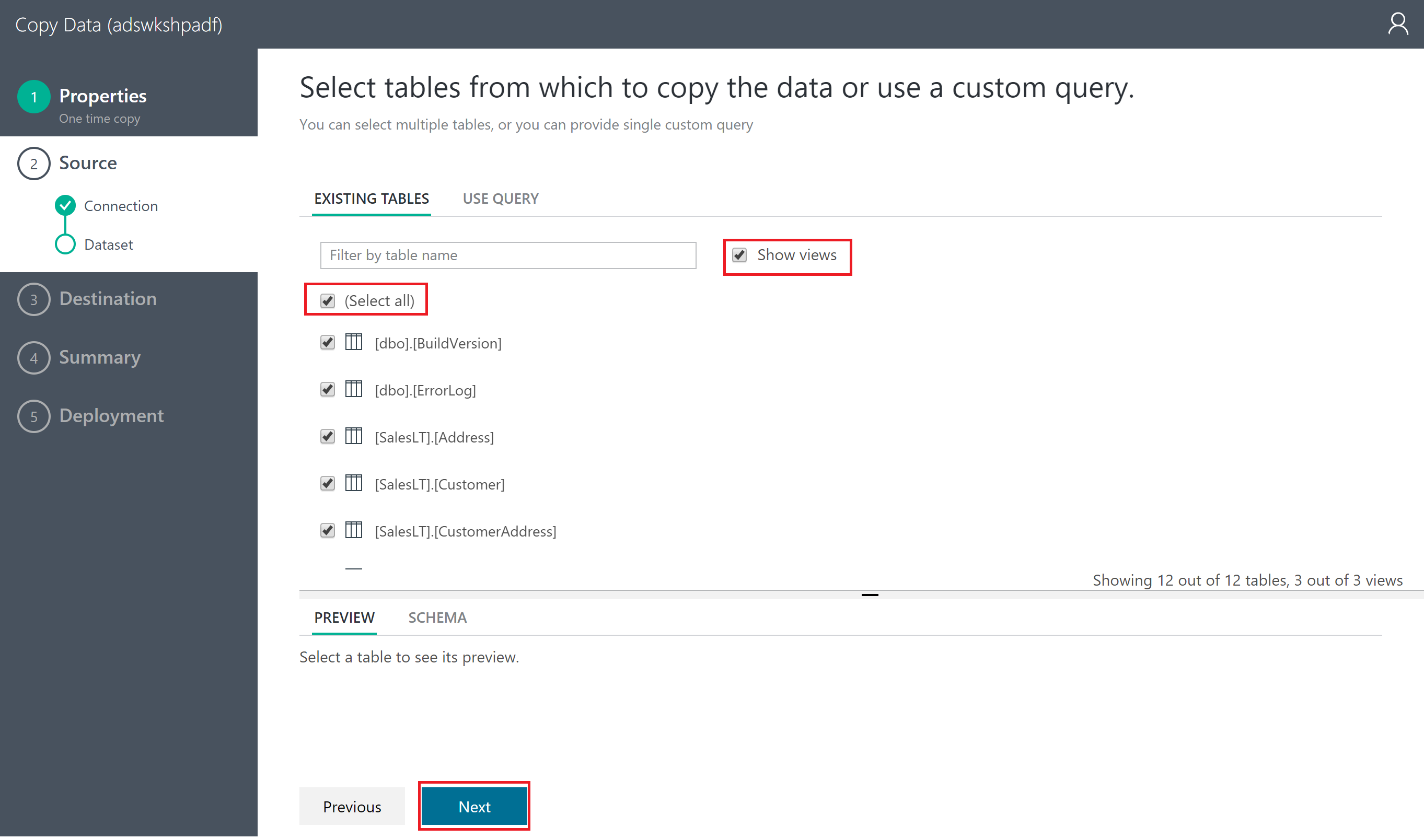 Copy Data (adswkshpadf)
1 Properties
One time copy
2 Source
Connection
Dataset
3 Destination
4 Summary
5 Deployment
Select tables from which to copy the data or use a custom query.
You can select multiple tables, or you can provide single custom query
EXISTING TABLES USE QUERY
Filter by table name Show views
(Select all)
[dbo].[BuildVersion]
[dbo].[ErrorLog]
[SalesLT].[Address]
[SalesLT].[Customer]
[SalesLT].[CustomerAddress]
Showing 12 out of 12 tables, 3 out of 3 views
PREVIEW SCHEMA
Select a table to see its preview.
Previous Next